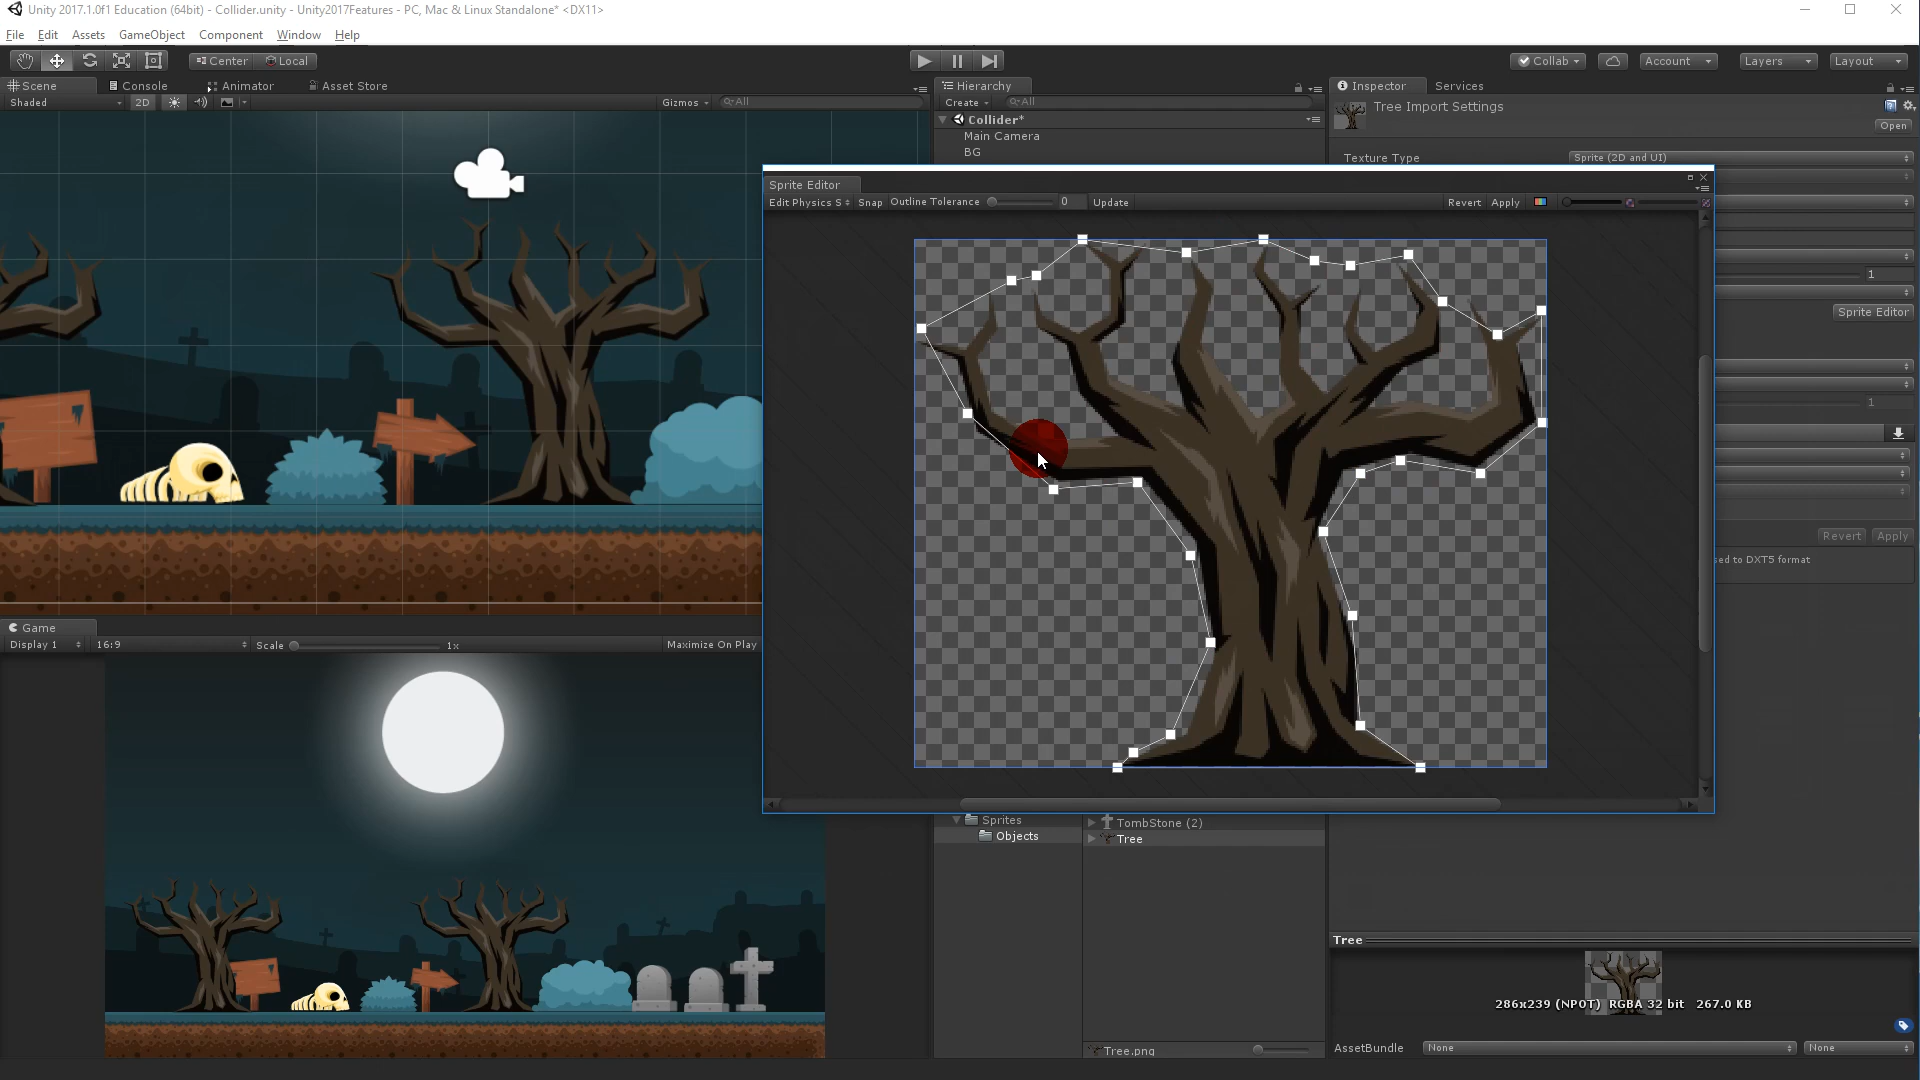 Unity 2017.1.0f1 Education (64bit) - Collider.unity - Unity2017Features - PC, Mac & Linux Standalone* <DX11>
File Edit Assets GameObject Component Window Help
Center Local Collab Account Layers Layout
Scene Console Animator Asset Store Hierarchy Inspector Services
Shaded 2D Gizmos All Create All
Tree Import Settings
Open
Collider*
Main Camera
BG
Texture Type Sprite (2D and UI)
Sprite Editor
Edit Physics S Snap Outline Tolerance 0 Update Revert Apply
1
Sprite Editor
1
Revert Apply
sed to DXT5 format
Game
Display 1 16:9 Scale 1x Maximize On Play
Sprites
Objects
TombStone (2)
Tree
Tree
286x239 (NPOT) RGBA 32 bit 267.0 KB
Tree.png
AssetBundle None None